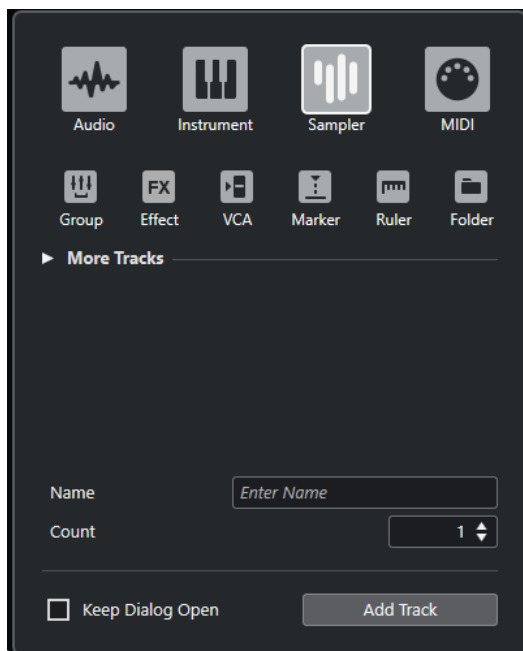 Audio Instrument Sampler MIDI
FX
Group Effect VCA Marker Ruler Folder
More Tracks
Name Enter Name
Count 1
Keep Dialog Open Add Track